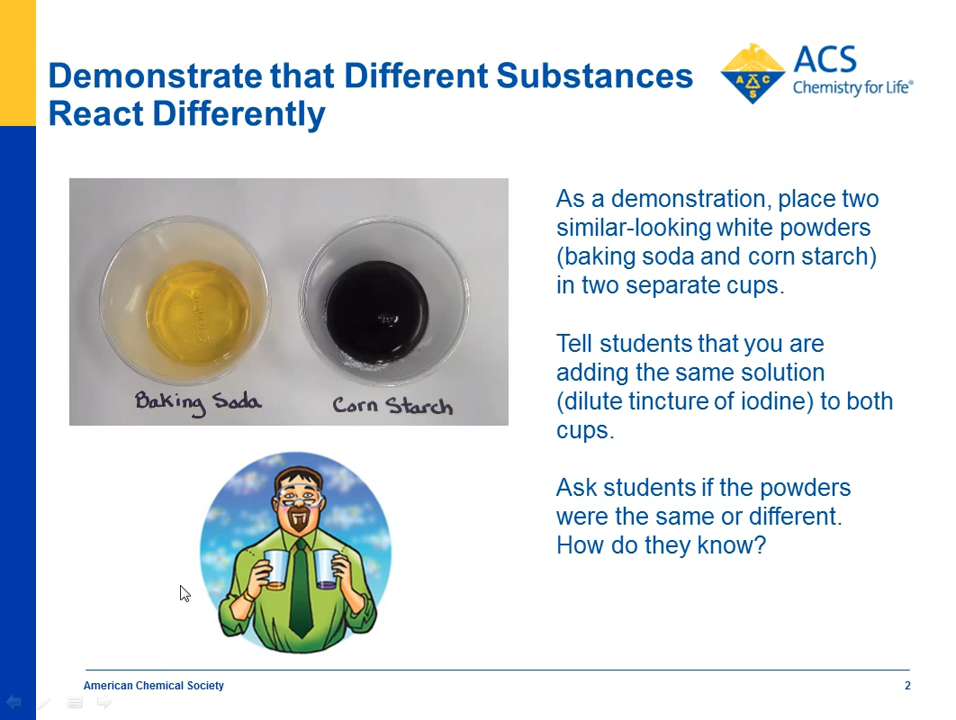 Demonstrate that Different Substances
React Differently
A C S
ACS
Chemistry for Life®
Baking Soda
Corn Starch
As a demonstration, place two
similar-looking white powders
(baking soda and corn starch)
in two separate cups.
Tell students that you are
adding the same solution
(dilute tincture of iodine) to both
cups.
Ask students if the powders
were the same or different.
How do they know?
American Chemical Society
2